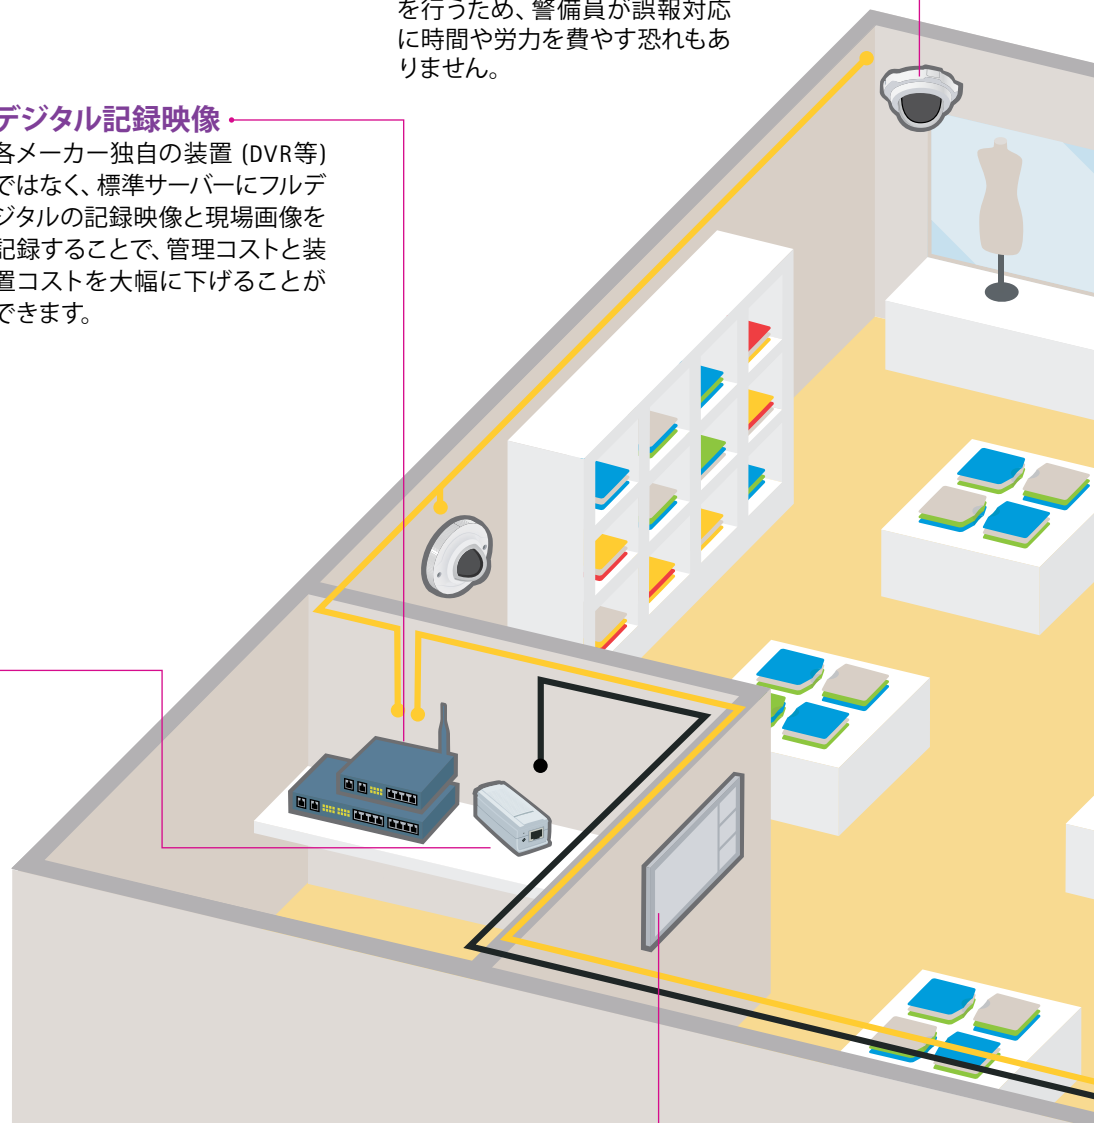 を行うため、警備員が誤報対応
に時間や労力を費やす恐れもあ
りません。
デジタル記録映像
各メーカー独自の装置 (DVR等)
ではなく、標準サーバーにフルデ
ジタルの記録映像と現場画像を
記録することで、管理コストと装
置コストを大幅に下げることが
できます。